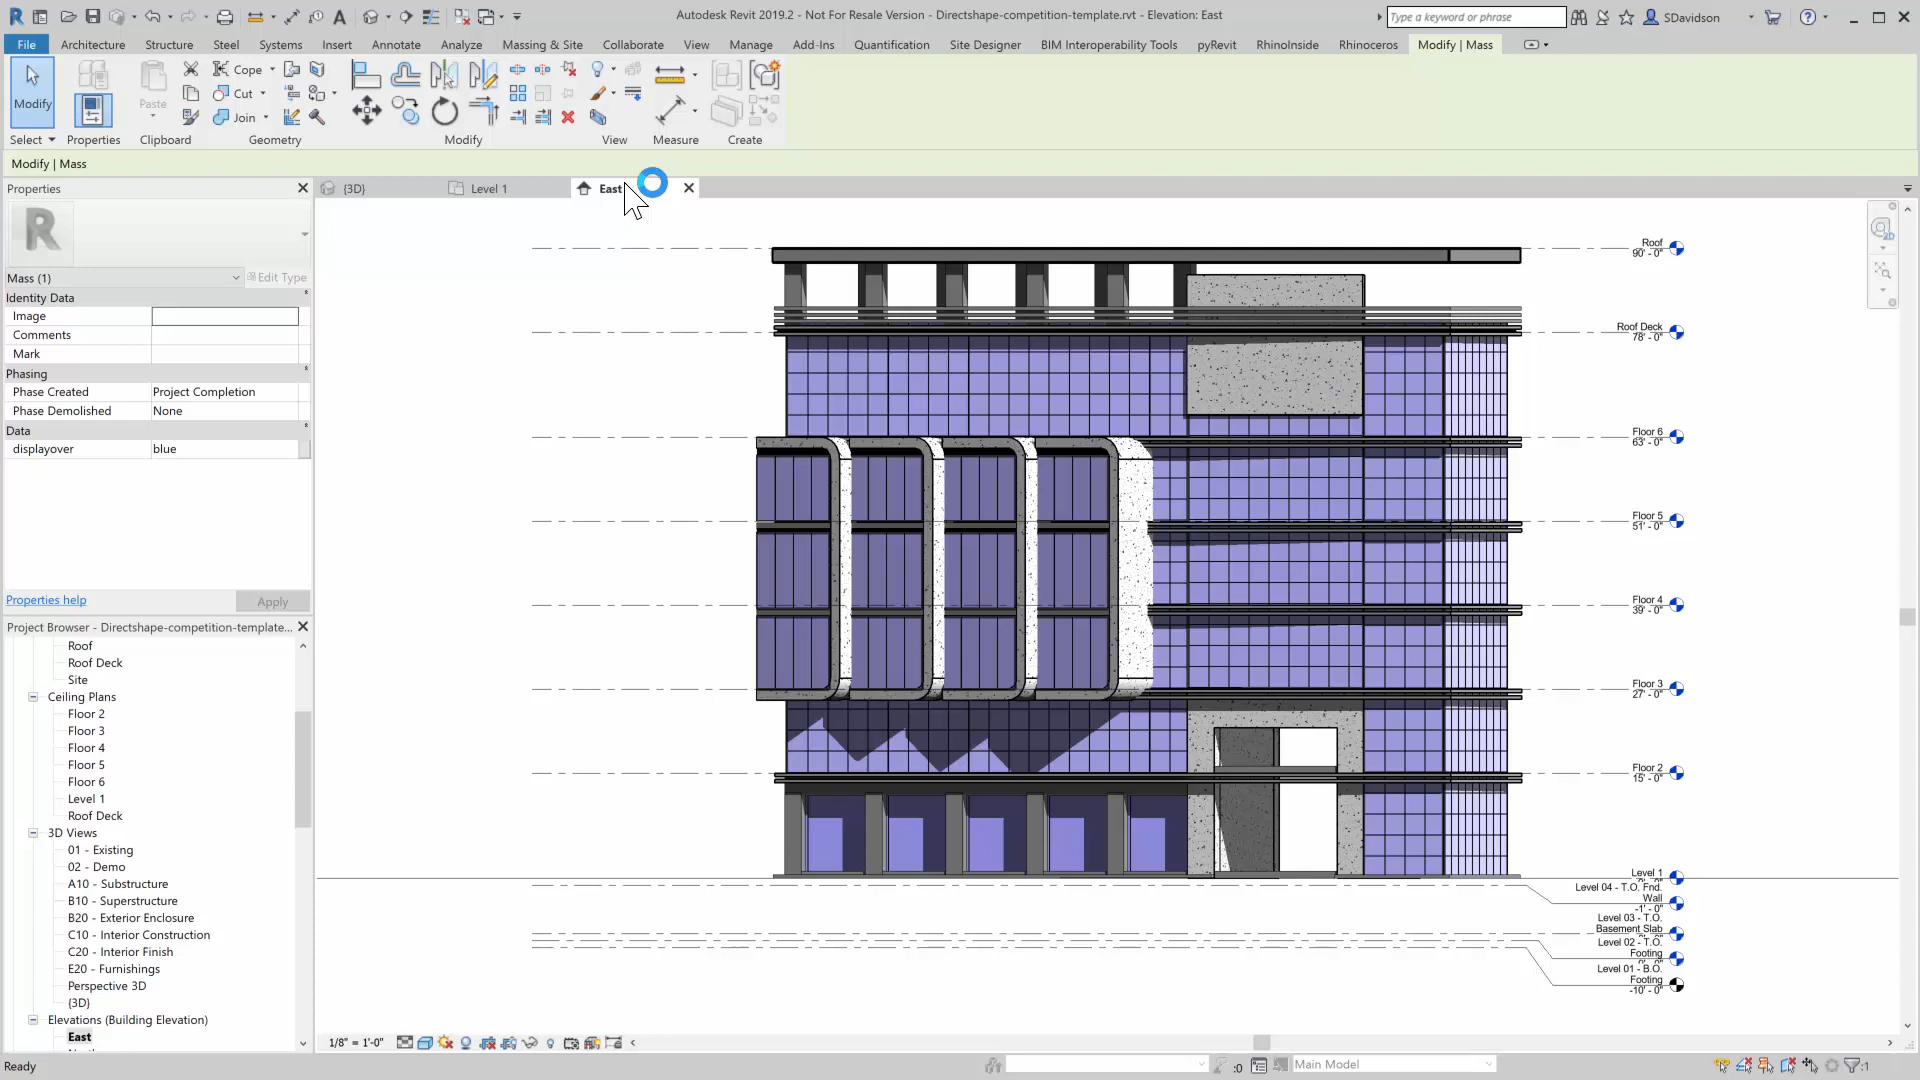 Autodesk Revit 2019.2 - Not For Resale Version - Directshape-competition-template.rvt - Elevation: East
Type a keyword or phrase
SDavidson
File Architecture Structure Steel Systems Insert Annotate Analyze Massing & Site Collaborate View Manage Add-Ins Quantification Site Designer BIM Interoperability Tools pyRevit RhinoInside Rhinoceros Modify | Mass
Modify
Paste
Cope
Cut
Join
Select Properties Clipboard Geometry Modify View Measure Create
Modify | Mass
Properties
{3D}
Level 1
East
R
Mass (1)
Edit Type
Identity Data
Image
Comments
Mark
Phasing
Phase Created Project Completion
Phase Demolished None
Data
displayover blue
Properties help
Apply
Project Browser - Directshape-competition-template...
Roof
Roof Deck
Site
Ceiling Plans
Floor 2
Floor 3
Floor 4
Floor 5
Floor 6
Level 1
Roof Deck
3D Views
01 - Existing
02 - Demo
A10 - Substructure
B10 - Superstructure
B20 - Exterior Enclosure
C10 - Interior Construction
C20 - Interior Finish
E20 - Furnishings
Perspective 3D
{3D}
Elevations (Building Elevation)
East
Roof
90' - 0"
Roof Deck
78' - 0"
Floor 6
63' - 0"
Floor 5
51' - 0"
Floor 4
39' - 0"
Floor 3
27' - 0"
Floor 2
15' - 0"
Level 1
Level 04 - T.O. Fnd.
Wall
-1' - 0"
Level 03 - T.O.
Basement Slab
Level 02 - T.O.
Footing
Level 01 - B.O.
Footing
-10' - 0"
1/8" = 1'-0"
Ready
:0
Main Model
:1